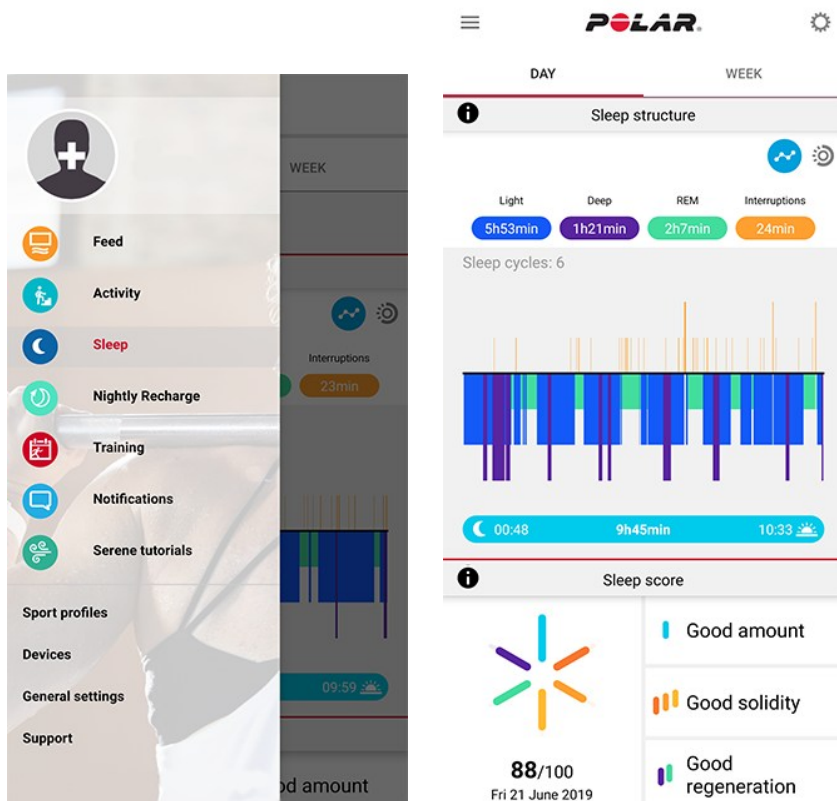 WEEK
Feed
Activity
Sleep
Interruptions
23min
Nightly Recharge
Training
Notifications
Serene tutorials
Sport profiles
Devices
09:59
General settings
Support
od amount
POLAR.
DAY
WEEK
Sleep structure
Light
Deep
REM
Interruptions
5h53min
1h21min
2h7min
24min
Sleep cycles: 6
00:48
9h45min
10:33
Sleep score
Good amount
Good solidity
Good
regeneration
88/100
Fri 21 June 2019